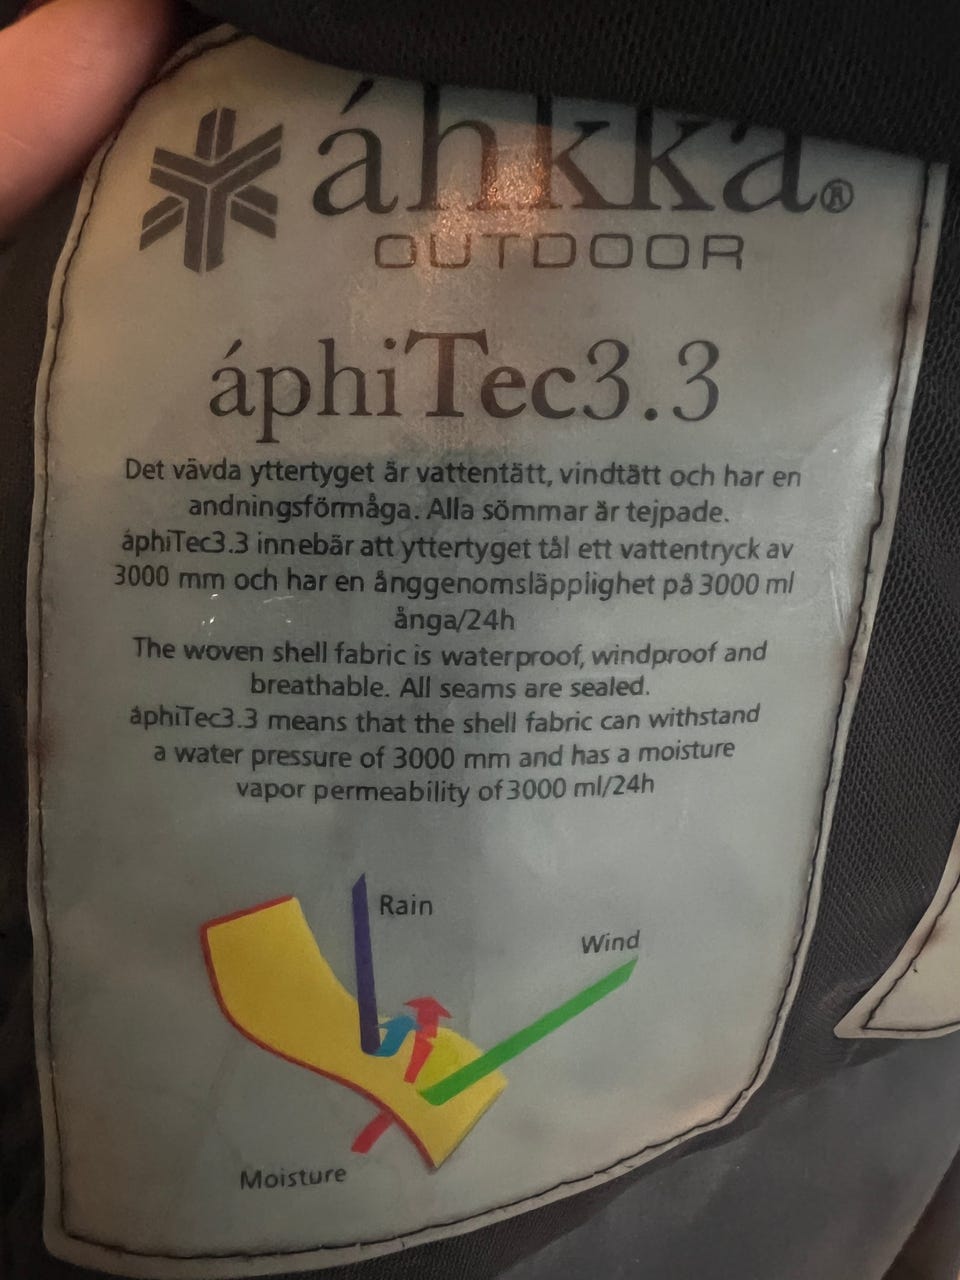 áhkka®
OUTDOOR
áphiTec3.3
Det vävda yttertyget är vattentätt, vindtätt och har en
andningsförmåga. Alla sömmar är tejpade.
áphiTec3.3 innebär att yttertyget tål ett vattentryck av
3000 mm och har en ånggenomsläpplighet på 3000 ml
ånga/24h
The woven shell fabric is waterproof, windproof and
breathable. All seams are sealed.
áphiTec3.3 means that the shell fabric can withstand
a water pressure of 3000 mm and has a moisture
vapor permeability of 3000 ml/24h
Rain
Wind
Moisture